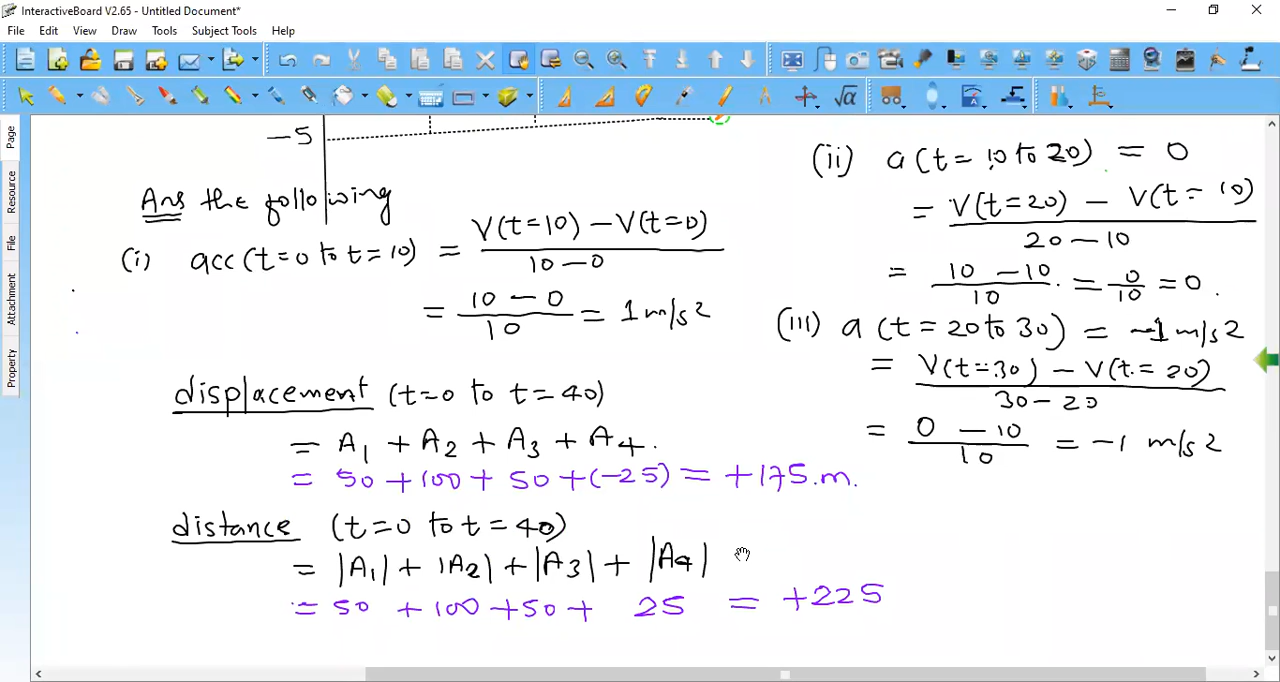 InteractiveBoard V2.65 - Untitled Document*
File Edit View Draw Tools Subject Tools Help
Page
Resource
File
Attachment
Property
-5
Ans the following
(i) acc (t=0 to t=10) = V(t=10) - V(t=0) / 10-0
= 10 - 0 / 10 = 1 m/s2
displacement (t=0 to t=40)
= A1 + A2 + A3 + A4.
= 50 + 100 + 50 + (-25) = +175.m.
distance (t=0 to t=40)
= |A1| + |A2| + |A3| + |A4|
= 50 + 100 + 50 + 25 = +225
(ii) a (t= 10 to 20) = 0
= V(t=20) - V(t= 10) / 20-10
= 10 - 10 / 10 = 0/10 = 0.
(iii) a (t = 20 to 30) = -1 m/s2
= V(t=30) - V(t=20) / 30-20
= 0 - 10 / 10 = -1 m/s2